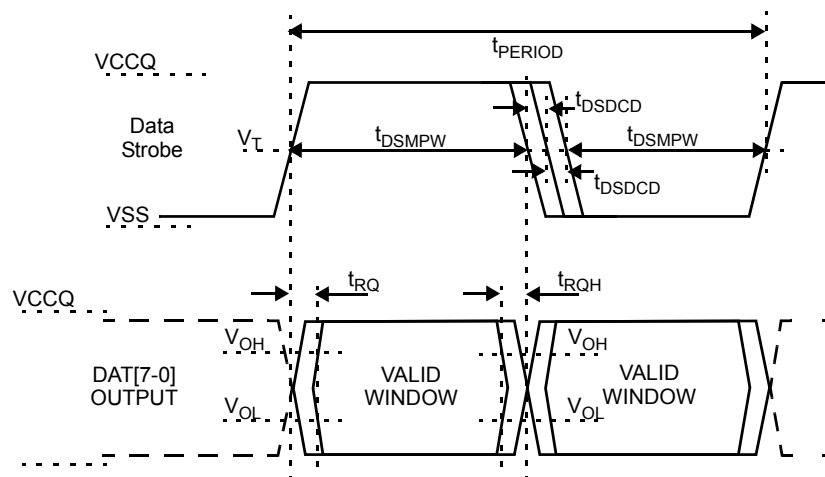 tPERIOD
VCCQ
tDSDCD
Data
Strobe
VT
tDSMPW
tDSMPW
tDSDCD
VSS
tRQ
tRQH
VCCQ
VOH
VOH
DAT[7-0]
OUTPUT
VALID
WINDOW
VALID
WINDOW
VOL
VOL